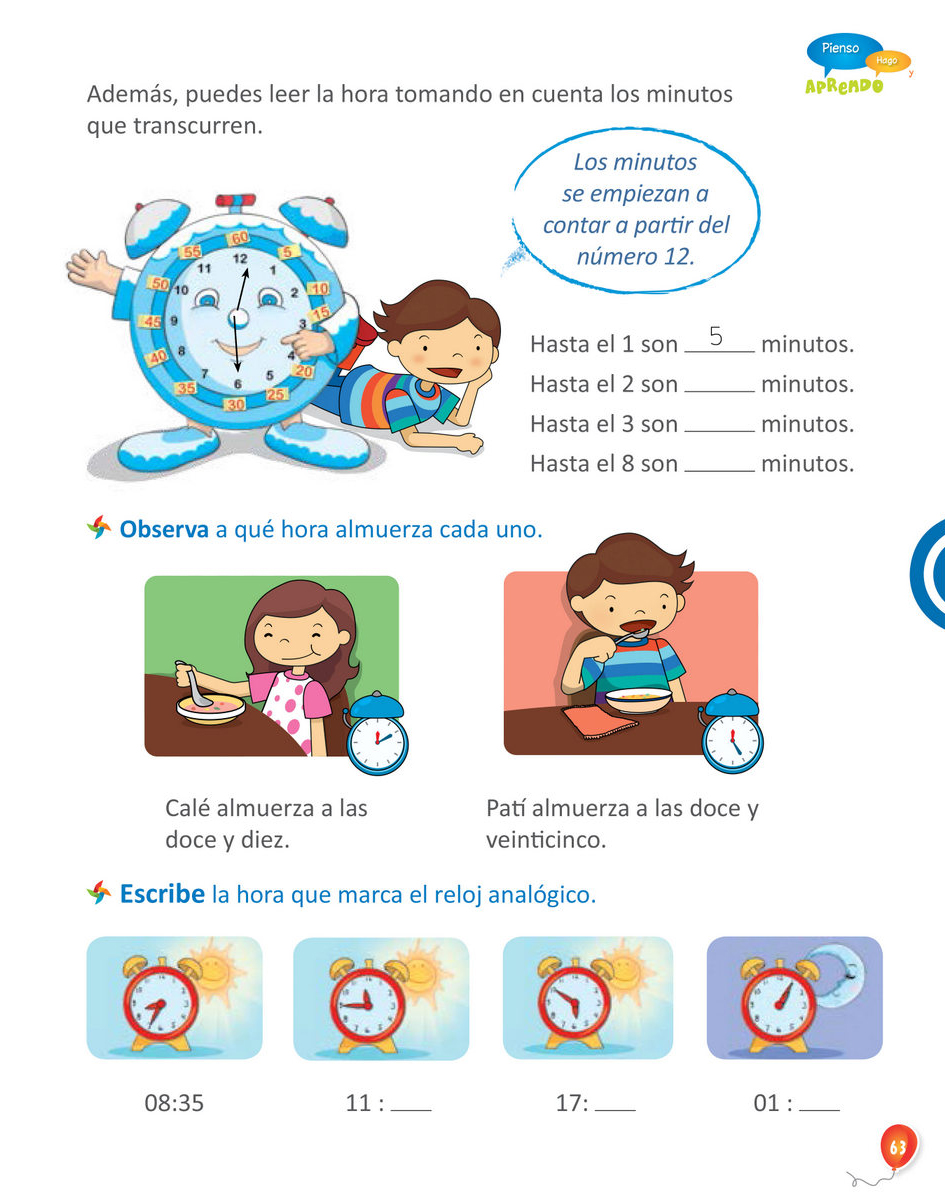 Pienso
Hago
y
APRENDO
Además, puedes leer la hora tomando en cuenta los minutos
que transcurren.
Los minutos
se empiezan a
contar a partir del
número 12.
60
55
5
12
11
1
50
10
2
10
45
9
3
15
40
8
4
20
7
5
35
6
25
30
Hasta el 1 son 5 minutos.
Hasta el 2 son ______ minutos.
Hasta el 3 son ______ minutos.
Hasta el 8 son ______ minutos.
Observa a qué hora almuerza cada uno.
Calé almuerza a las
doce y diez.
Patí almuerza a las doce y
veinticinco.
Escribe la hora que marca el reloj analógico.
08:35
11 : ____
17: ____
01 : ____
63